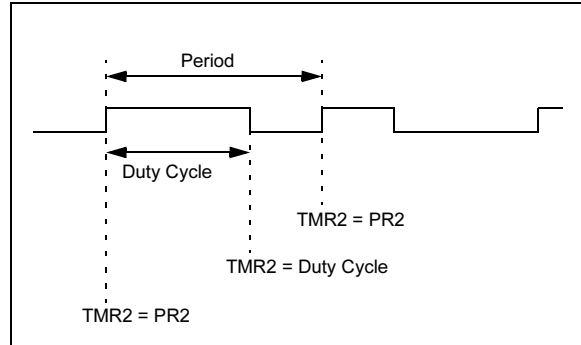 Period
Duty Cycle
TMR2 = PR2
TMR2 = Duty Cycle
TMR2 = PR2